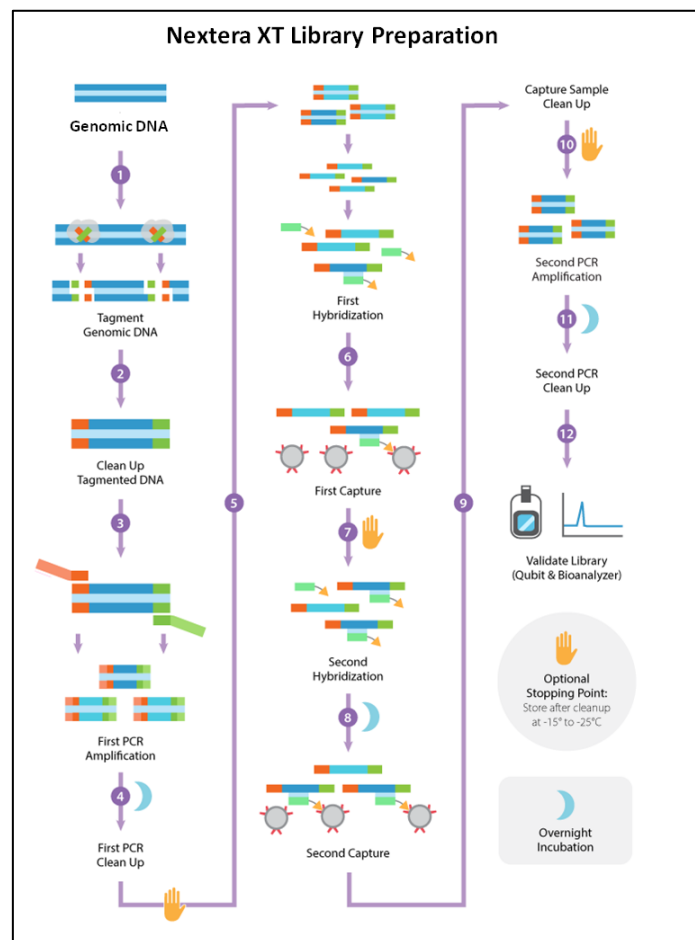 Nextera XT Library Preparation
Genomic DNA
1
Tagment
Genomic DNA
2
Clean Up
Tagmented DNA
3
First PCR
Amplification
4
First PCR
Clean Up
5
First
Hybridization
6
First Capture
7
Second
Hybridization
8
Second Capture
9
Capture Sample
Clean Up
10
Second PCR
Amplification
11
Second PCR
Clean Up
12
Validate Library
(Qubit & Bioanalyzer)
Optional
Stopping Point:
Store after cleanup
at -15° to -25°C
Overnight
Incubation